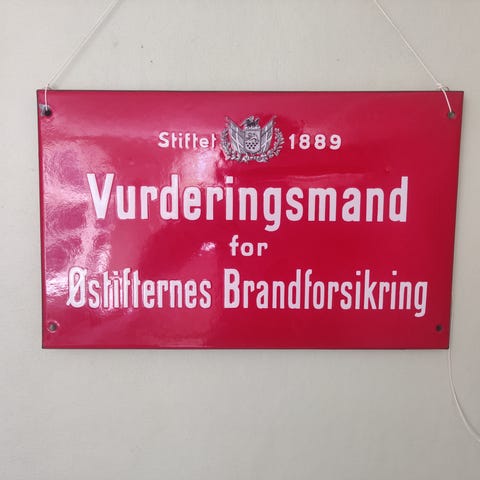 Stiftet 1889
Vurderingsmand
for
Østifternes Brandforsikring